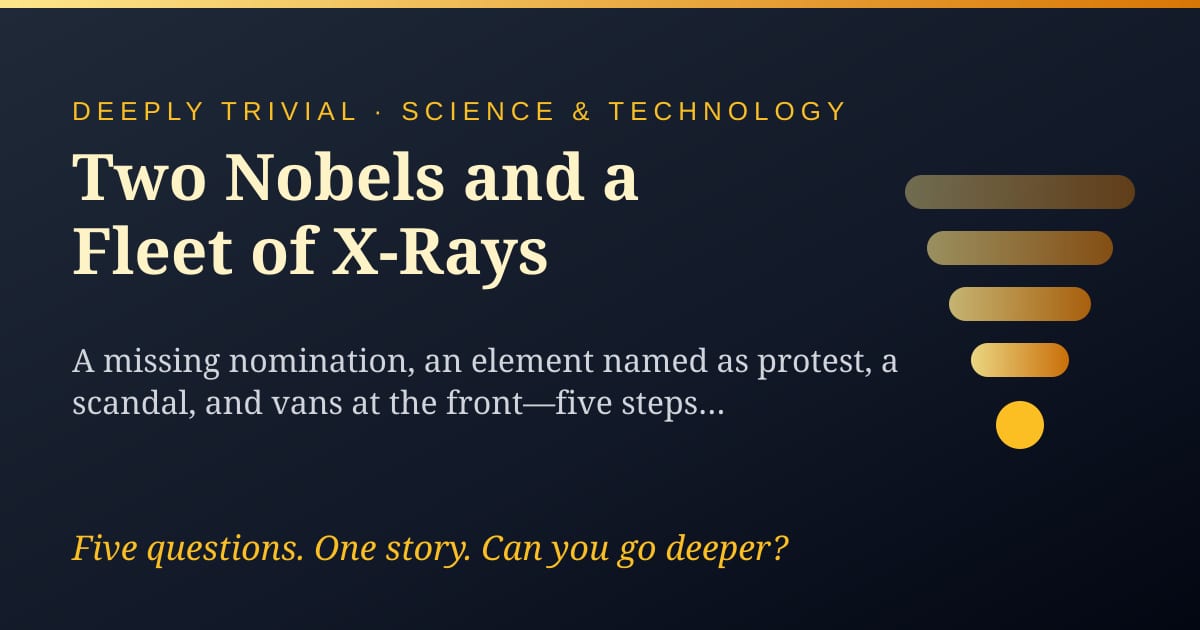 DEEPLY TRIVIAL · SCIENCE & TECHNOLOGY
Two Nobels and a
Fleet of X-Rays
A missing nomination, an element named as protest, a
scandal, and vans at the front—five steps…
Five questions. One story. Can you go deeper?